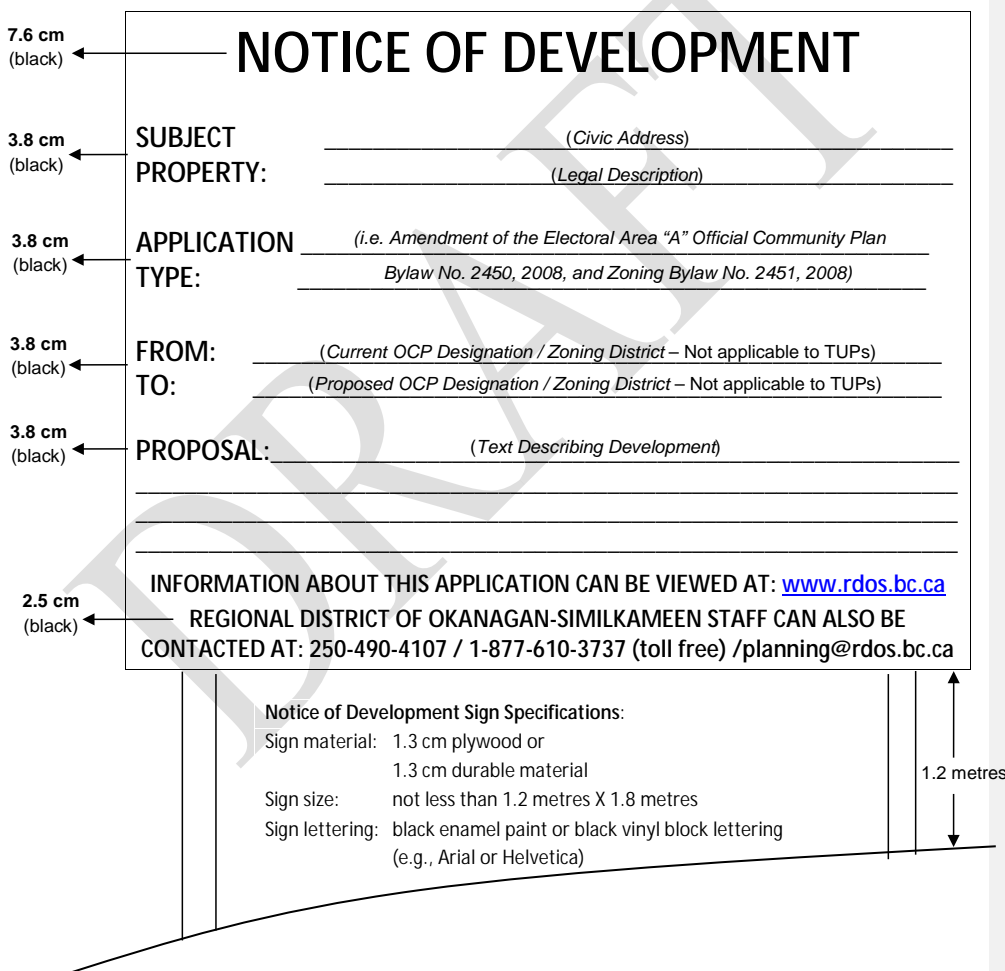 7.6 cm
(black)
NOTICE OF DEVELOPMENT
3.8 cm
(black)
SUBJECT
PROPERTY:
(Civic Address)
(Legal Description)
3.8 cm
(black)
APPLICATION
TYPE:
(i.e. Amendment of the Electoral Area “A” Official Community Plan
Bylaw No. 2450, 2008, and Zoning Bylaw No. 2451, 2008)
3.8 cm
(black)
FROM: (Current OCP Designation / Zoning District – Not applicable to TUPs)
TO: (Proposed OCP Designation / Zoning District – Not applicable to TUPs)
3.8 cm
(black)
PROPOSAL: (Text Describing Development)
INFORMATION ABOUT THIS APPLICATION CAN BE VIEWED AT: www.rdos.bc.ca
2.5 cm
(black)
REGIONAL DISTRICT OF OKANAGAN-SIMILKAMEEN STAFF CAN ALSO BE
CONTACTED AT: 250-490-4107 / 1-877-610-3737 (toll free) /planning@rdos.bc.ca
Notice of Development Sign Specifications:
Sign material: 1.3 cm plywood or
1.3 cm durable material
1.2 metres
Sign size: not less than 1.2 metres X 1.8 metres
Sign lettering: black enamel paint or black vinyl block lettering
(e.g., Arial or Helvetica)
DRAFT